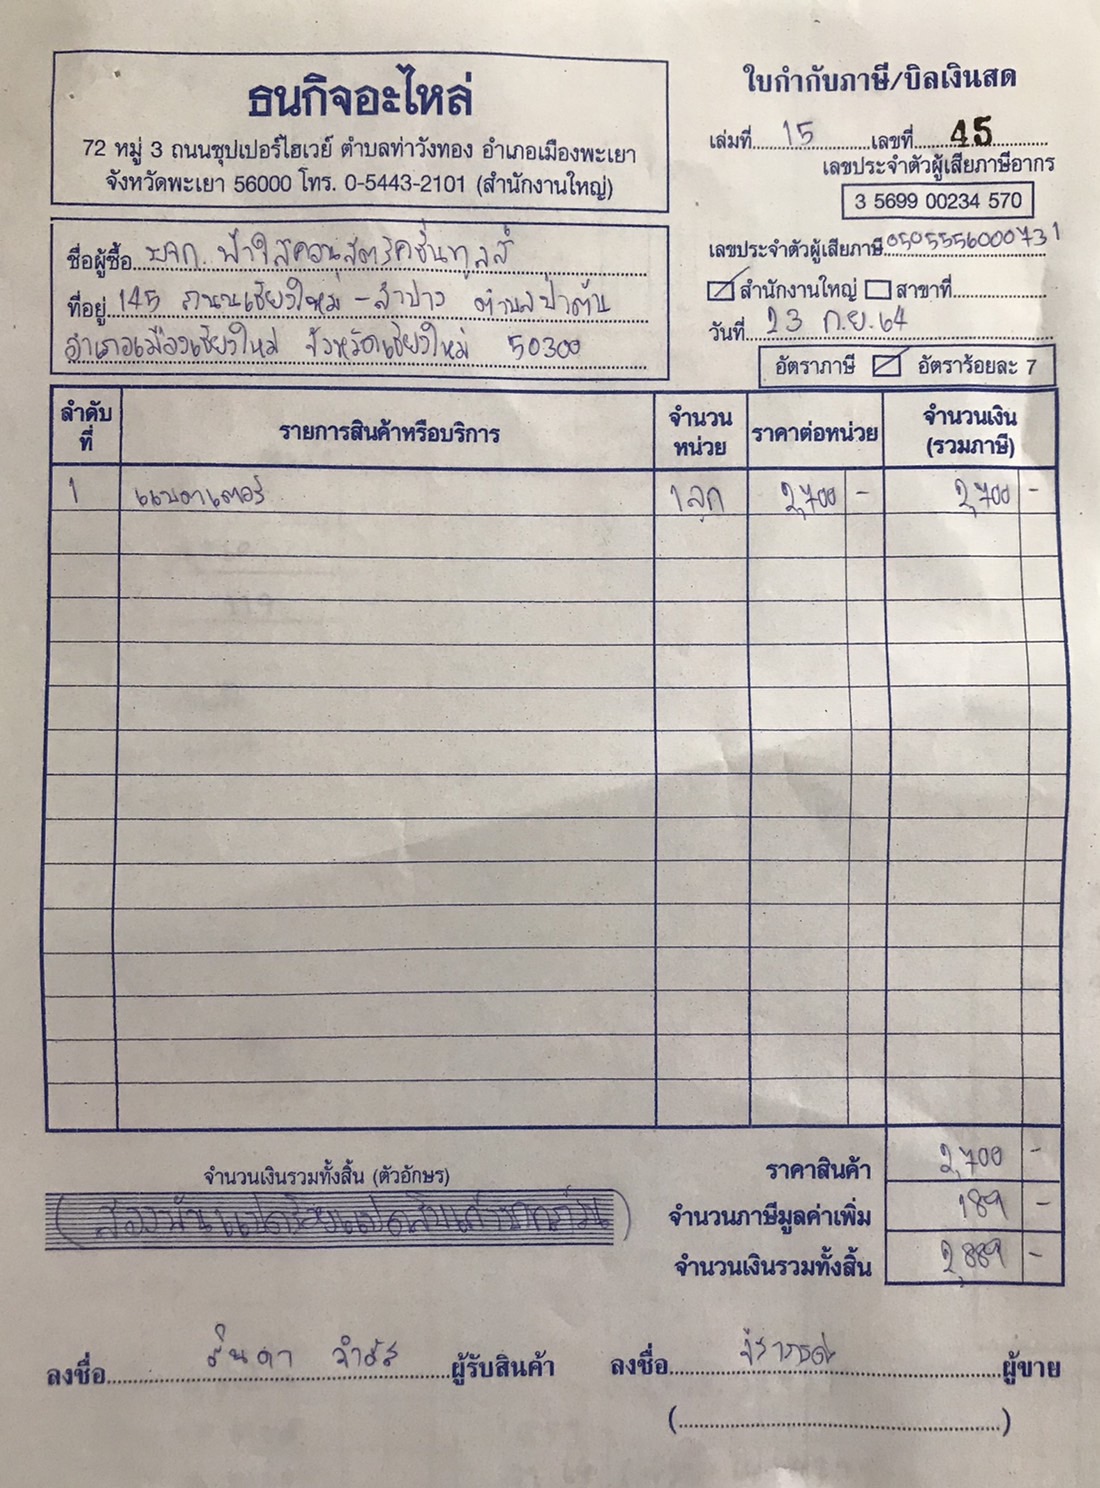 ธนกิจอะไหล่
72 หมู่ 3 ถนนซุปเปอร์ไฮเวย์ ตำบลท่าวังทอง อำเภอเมืองพะเยา
จังหวัดพะเยา 56000 โทร. 0-5443-2101 (สำนักงานใหญ่)
ใบกำกับภาษี/บิลเงินสด
เล่มที่ 15 เลขที่ 45
เลขประจำตัวผู้เสียภาษีอากร
3 5699 00234 570
ชื่อผู้ซื้อ หจก. ฟ้าใสคอนสตรัคชั่นทูลส์
ที่อยู่ 145 ถนนเชียงใหม่ - ลำปาง ตำบลป่าตัน
อำเภอเมืองเชียงใหม่ จังหวัดเชียงใหม่ 50300
เลขประจำตัวผู้เสียภาษี 0505556000731
สำนักงานใหญ่ สาขาที่
วันที่ 23 ก.ย. 64
อัตราภาษี อัตราร้อยละ 7
ลำดับที่ รายการสินค้าหรือบริการ จำนวนหน่วย ราคาต่อหน่วย จำนวนเงิน (รวมภาษี)
1 แบตเตอรี่ 1 ลูก 2,700 - 2,700 -
ราคาสินค้า 2,700 -
จำนวนเงินรวมทั้งสิ้น (ตัวอักษร)
(สองพันแปดร้อยแปดสิบเก้าบาทถ้วน)
จำนวนภาษีมูลค่าเพิ่ม 189 -
จำนวนเงินรวมทั้งสิ้น 2,889 -
ลงชื่อ ผู้รับสินค้า
ลงชื่อ ผู้ขาย